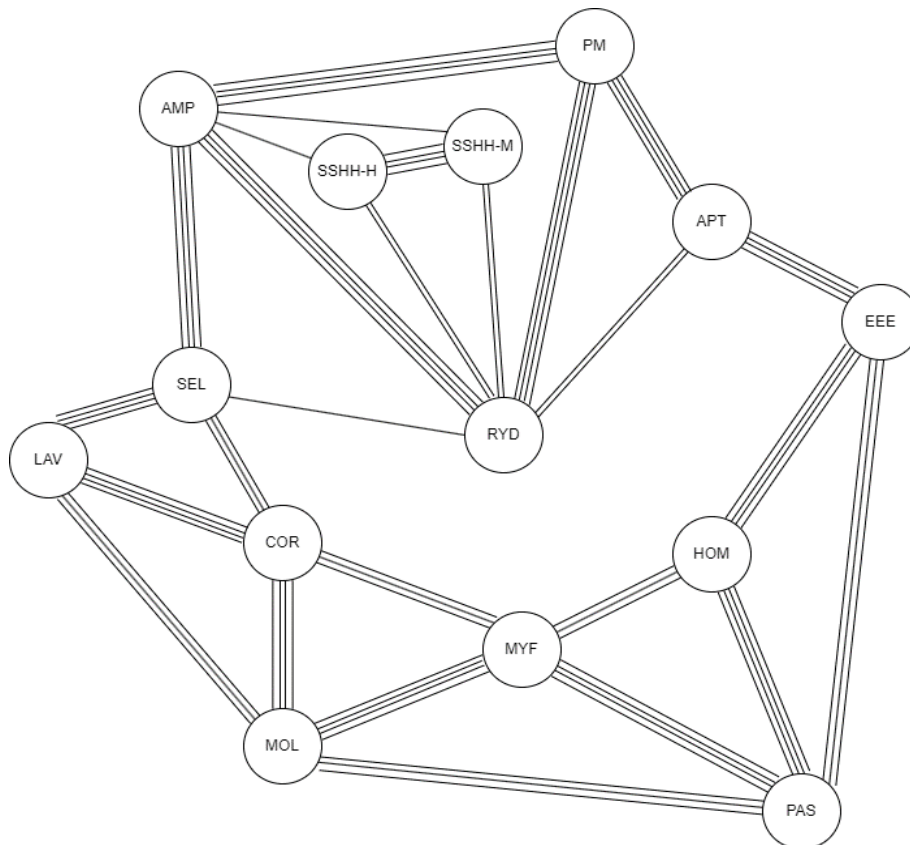 PM
AMP
SSHH-M
SSHH-H
APT
EEE
SEL
RYD
LAV
COR
HOM
MYF
MOL
PAS